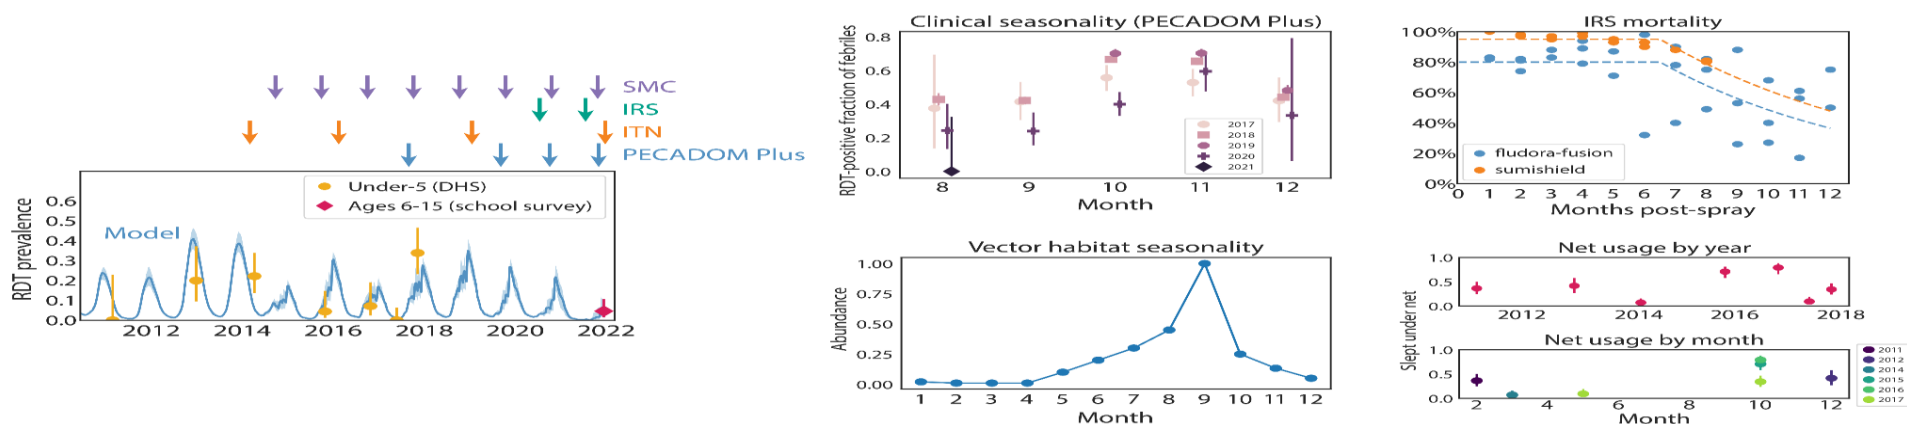 SMC
IRS
ITN
PECADOM Plus
RDT prevalence
0.6
0.5
0.4
0.3
0.2
0.1
0.0
Under-5 (DHS)
Ages 6-15 (school survey)
Model
2012 2014 2016 2018 2020 2022
Clinical seasonality (PECADOM Plus)
RDT-positive fraction of febriles
0.8
0.6
0.4
0.2
0.0
2017
2018
2019
2020
2021
8 9 10 11 12
Month
Vector habitat seasonality
Abundance
1.00
0.75
0.50
0.25
0.00
1 2 3 4 5 6 7 8 9 10 11 12
Month
IRS mortality
100%
80%
60%
40%
20%
0%
fludora-fusion
sumishield
0 1 2 3 4 5 6 7 8 9 10 11 12
Months post-spray
Net usage by year
Slept under net
1.0
0.5
0.0
2012 2014 2016 2018
Net usage by month
1.0
0.5
0.0
2011
2012
2014
2015
2016
2017
2 4 6 8 10 12
Month